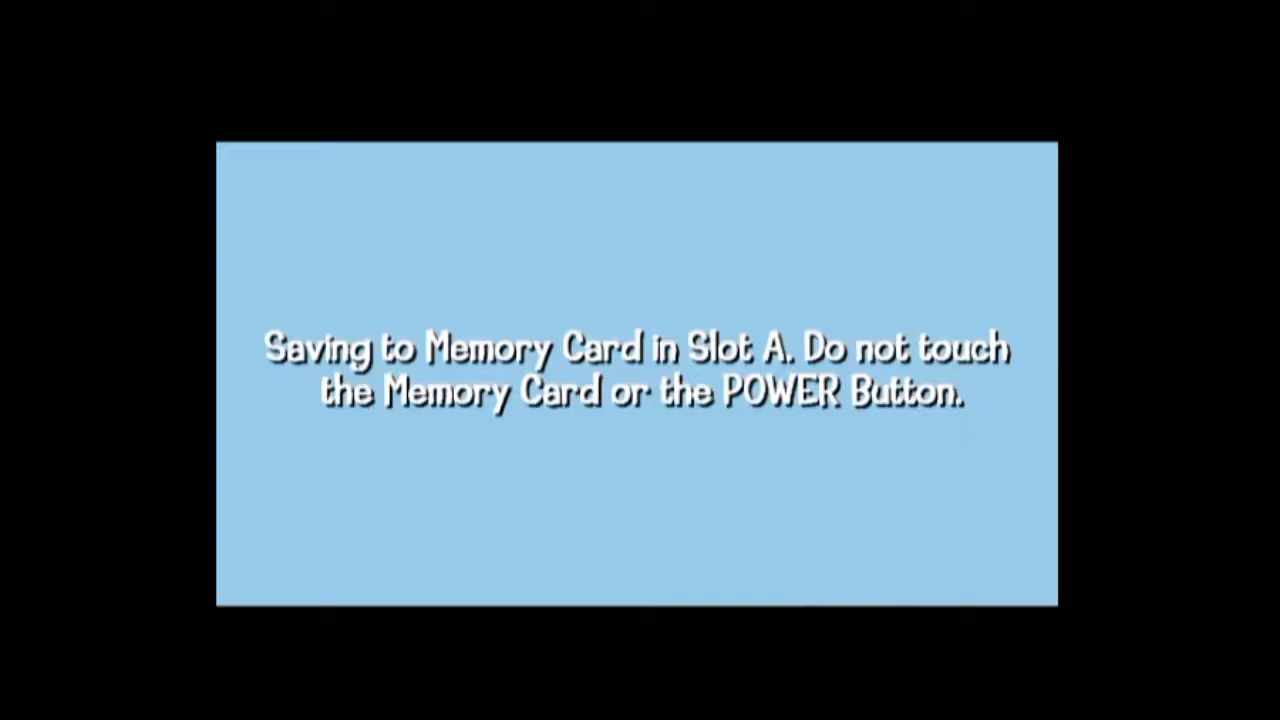 Saving to Memory Card in Slot A. Do not touch
the Memory Card or the POWER Button.